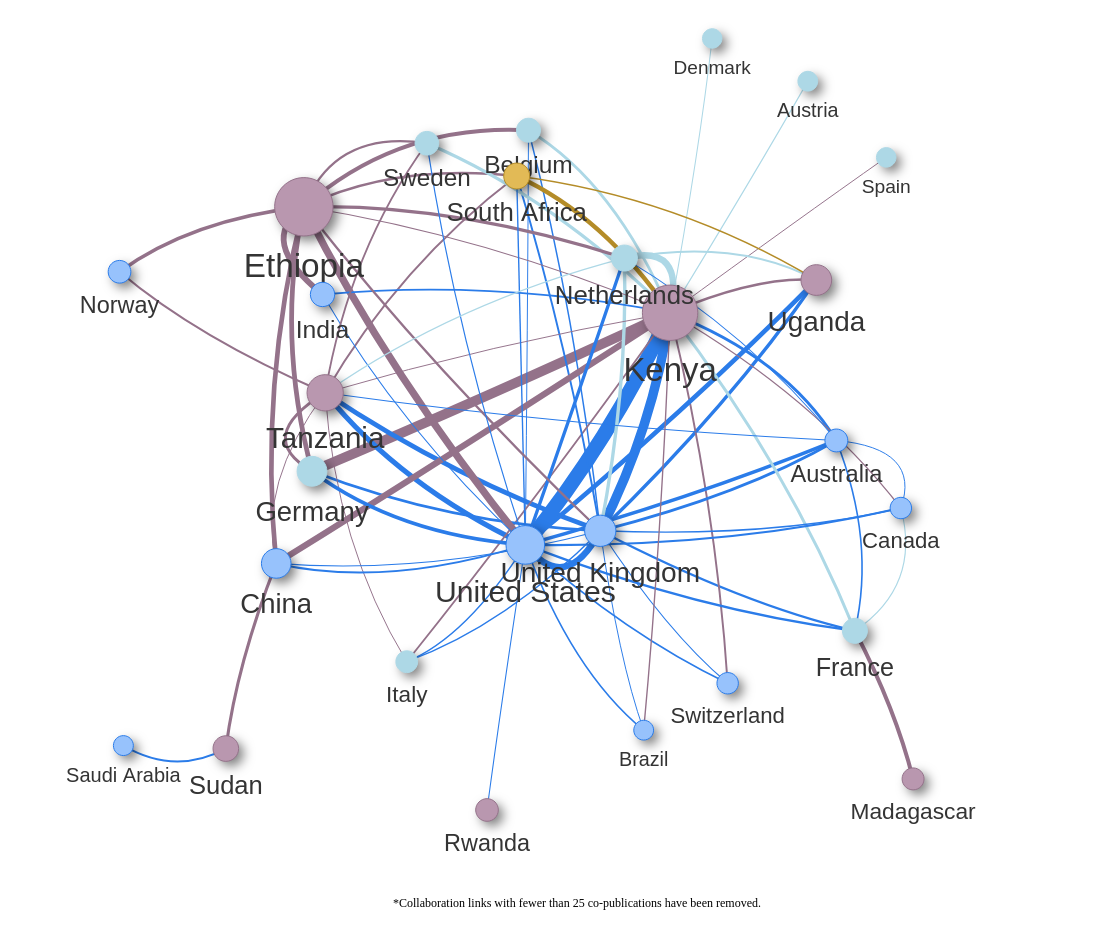 Denmark
Austria
Belgium
Sweden
Spain
South Africa
Ethiopia
Netherlands
Norway
India
Uganda
Kenya
Tanzania
Australia
Germany
Canada
United Kingdom
United States
China
France
Italy
Switzerland
Brazil
Saudi Arabia
Sudan
Madagascar
Rwanda
*Collaboration links with fewer than 25 co-publications have been removed.